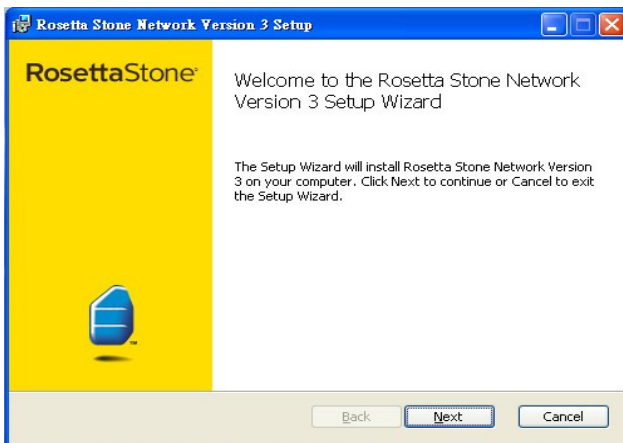 Rosetta Stone Network Version 3 Setup
RosettaStone®
Welcome to the Rosetta Stone Network
Version 3 Setup Wizard
The Setup Wizard will install Rosetta Stone Network Version
3 on your computer. Click Next to continue or Cancel to exit
the Setup Wizard.
TM
Back Next Cancel